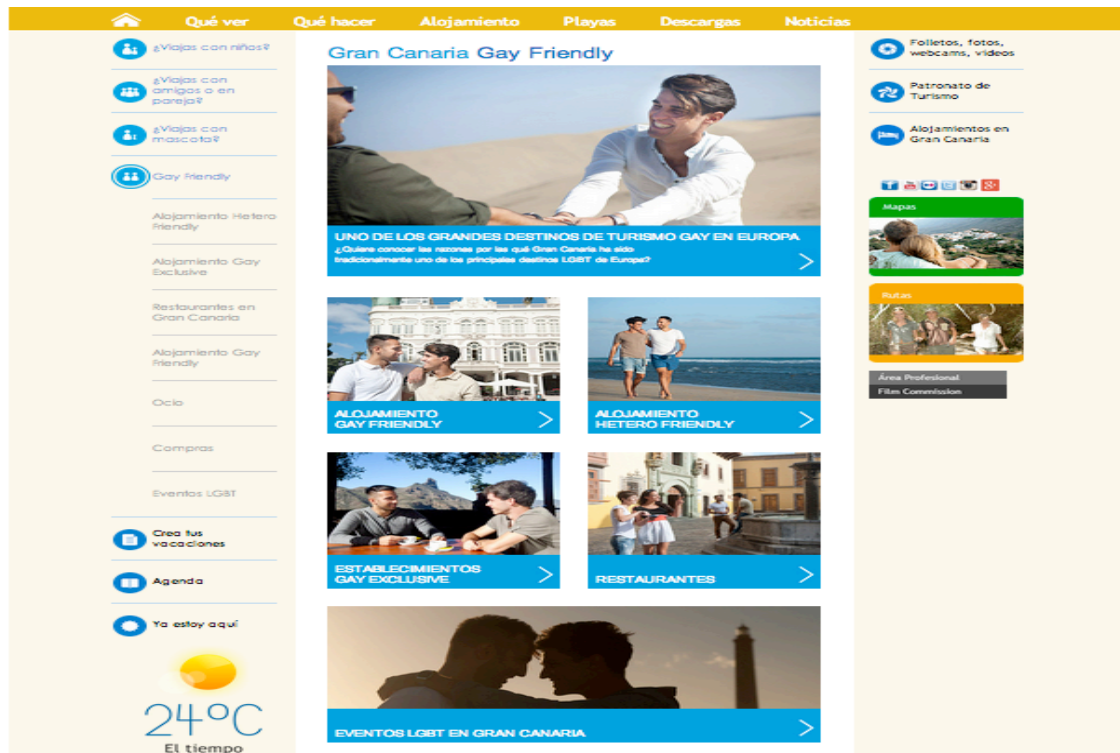 Qué ver Qué hacer Alojamiento Playas Descargas Noticias
¿Viajas con niños?
¿Viajas con
amigos o en
pareja?
¿Viajas con
mascota?
Gay Friendly
Alojamiento Hetero
Friendly
Alojamiento Gay
Exclusive
Restaurantes en
Gran Canaria
Alojamiento Gay
Friendly
Ocio
Compras
Eventos LGBT
Crea tus
vacaciones
Agenda
Ya estoy aquí
24ºC
El tiempo
Gran Canaria Gay Friendly
UNO DE LOS GRANDES DESTINOS DE TURISMO GAY EN EUROPA
¿Quiere conocer las razones por las qué Gran Canaria ha sido
tradicionalmente uno de los principales destinos LGBT de Europa?
ALOJAMIENTO
GAY FRIENDLY
ALOJAMIENTO
HETERO FRIENDLY
ESTABLECIMIENTOS
GAY EXCLUSIVE
RESTAURANTES
EVENTOS LGBT EN GRAN CANARIA
Folletos, fotos,
webcams, vídeos
Patronato de
Turismo
Alojamientos en
Gran Canaria
Mapas
Rutas
Área Profesional
Film Commission